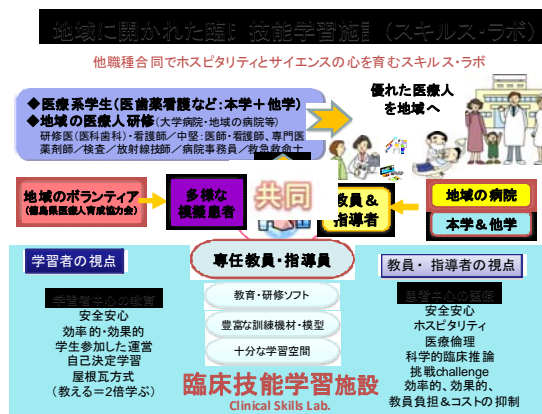 地域に開かれた臨床技能学習施設(スキルス・ラボ)
他職種合同でホスピタリティとサイエンスの心を育むスキルス・ラボ
◆医療系学生(医歯薬看護など:本学+他学)
◆地域の医療人研修(大学病院・地域の病院等)
研修医(医科歯科)・看護師/中堅:医師・看護師、専門医
薬剤師/検査/放射線技師/病院事務員/救急救命士
優れた医療人
を地域へ
地域のボランティア
(徳島県医療人育成協力会)
多様な
模擬患者
共同
教員&
指導者
地域の病院
本学&他学
学習者の視点
専任教員・指導員
教員・指導者の視点
教育・研修ソフト
豊富な訓練機材・模型
十分な学習空間
学習者中心の教育
安全安心
効率的・効果的
学生参加した運営
自己決定学習
屋根瓦方式
(教える=2倍学ぶ)
患者中心の医療
安全安心
ホスピタリティ
医療倫理
科学的臨床推論
挑戦challenge
効率的、効果的、
教員負担&コストの抑制
臨床技能学習施設
Clinical Skills Lab.